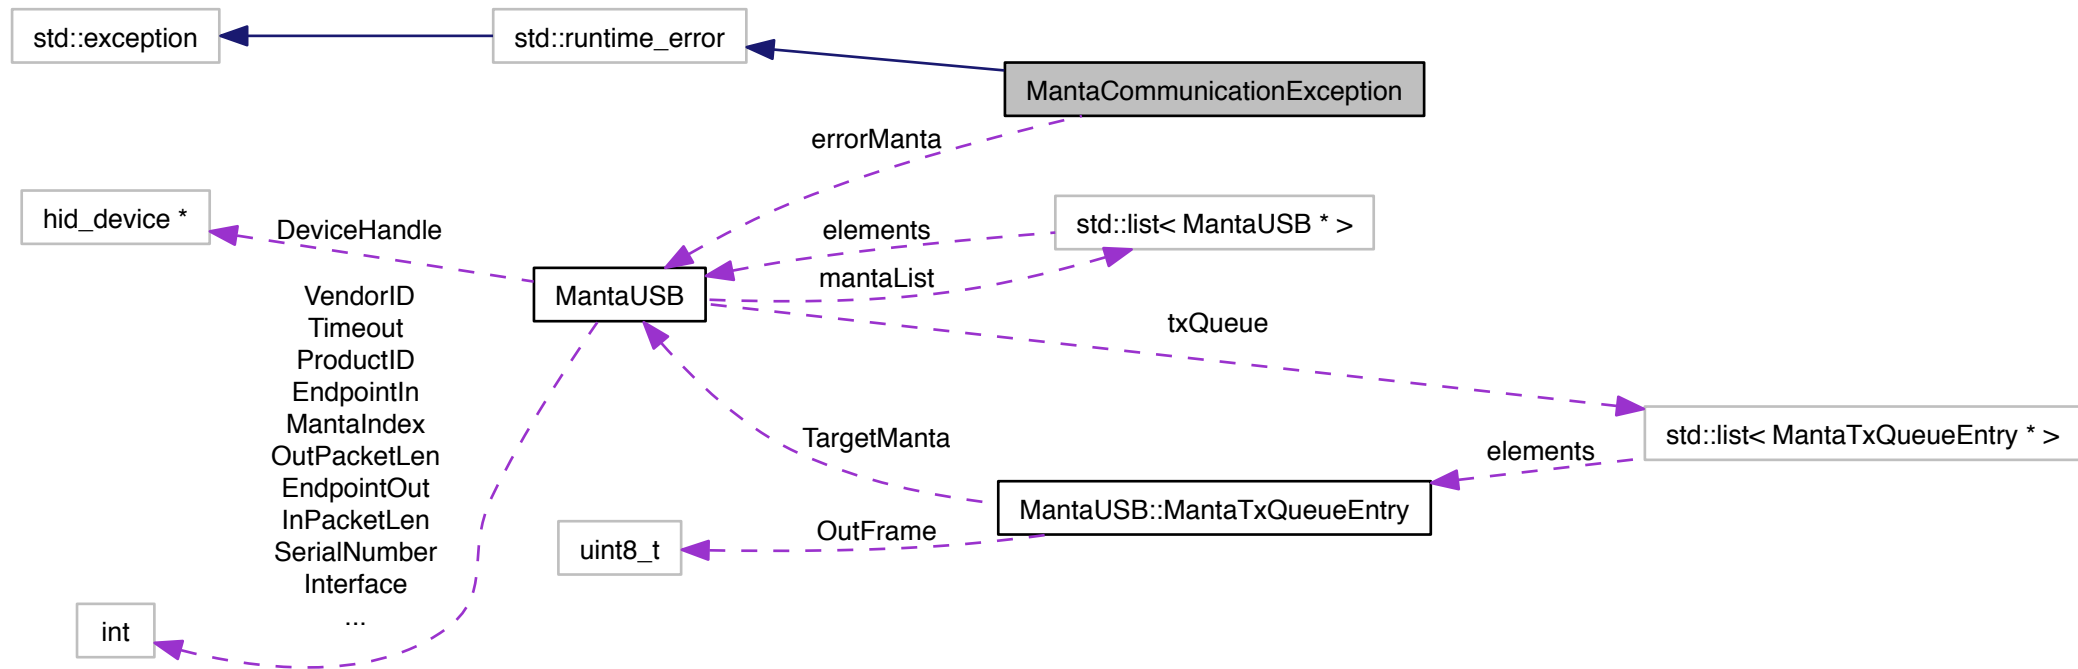 std::exception
std::runtime_error
MantaCommunicationException
errorManta
hid_device *
DeviceHandle
elements
std::list< MantaUSB * >
mantaList
MantaUSB
VendorID
Timeout
ProductID
EndpointIn
MantaIndex
OutPacketLen
EndpointOut
InPacketLen
SerialNumber
Interface
...
txQueue
TargetManta
std::list< MantaTxQueueEntry * >
elements
MantaUSB::MantaTxQueueEntry
OutFrame
uint8_t
int